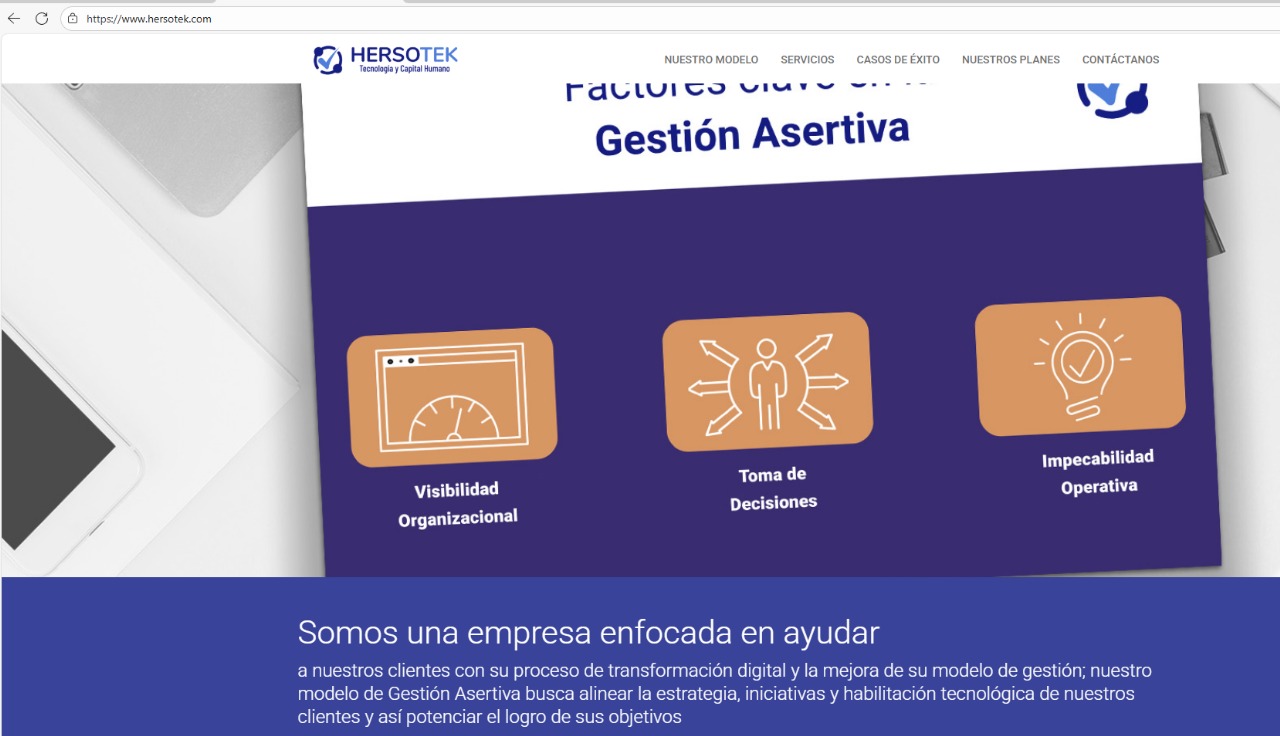 https://www.hersotek.com
HERSOTEK
Tecnología y Capital Humano
NUESTRO MODELO
SERVICIOS
CASOS DE ÉXITO
NUESTROS PLANES
CONTÁCTANOS
Factores clave en la
Gestión Asertiva
Visibilidad
Organizacional
Toma de
Decisiones
Impecabilidad
Operativa
Somos una empresa enfocada en ayudar
a nuestros clientes con su proceso de transformación digital y la mejora de su modelo de gestión; nuestro
modelo de Gestión Asertiva busca alinear la estrategia, iniciativas y habilitación tecnológica de nuestros
clientes y así potenciar el logro de sus objetivos